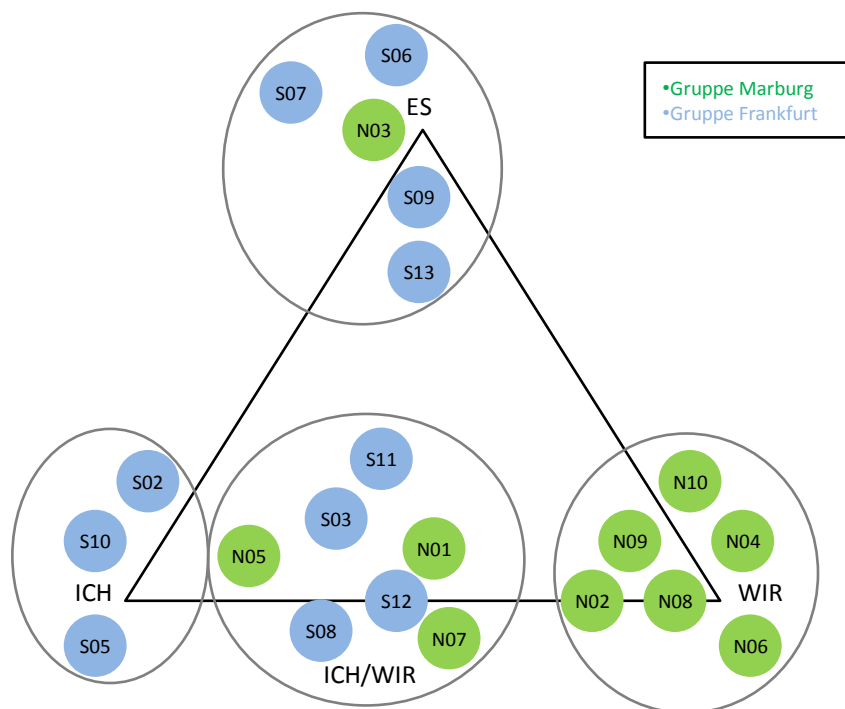 S06
S07
ES
N03
•Gruppe Marburg
•Gruppe Frankfurt
S09
S13
S11
S02
N10
S03
S10
N09
N04
N05
N01
ICH
S12
N02
N08
WIR
S08
N07
S05
N06
ICH/WIR